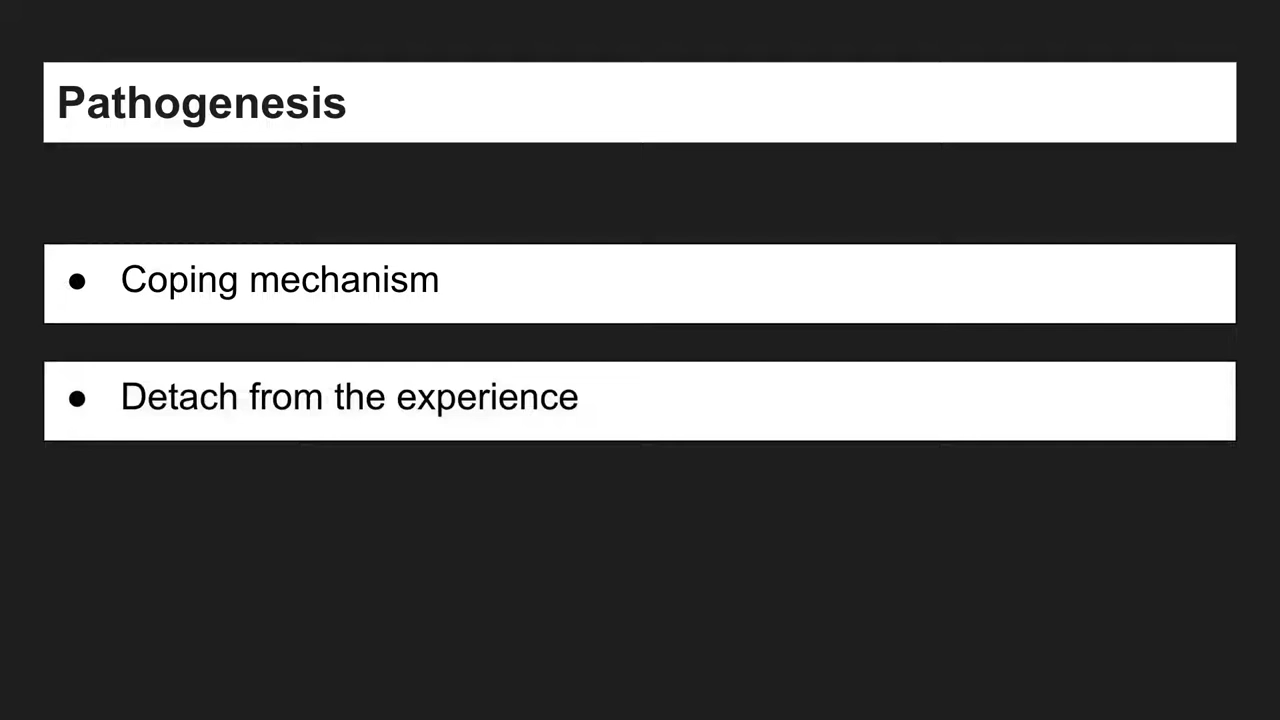 Pathogenesis
● Coping mechanism
● Detach from the experience